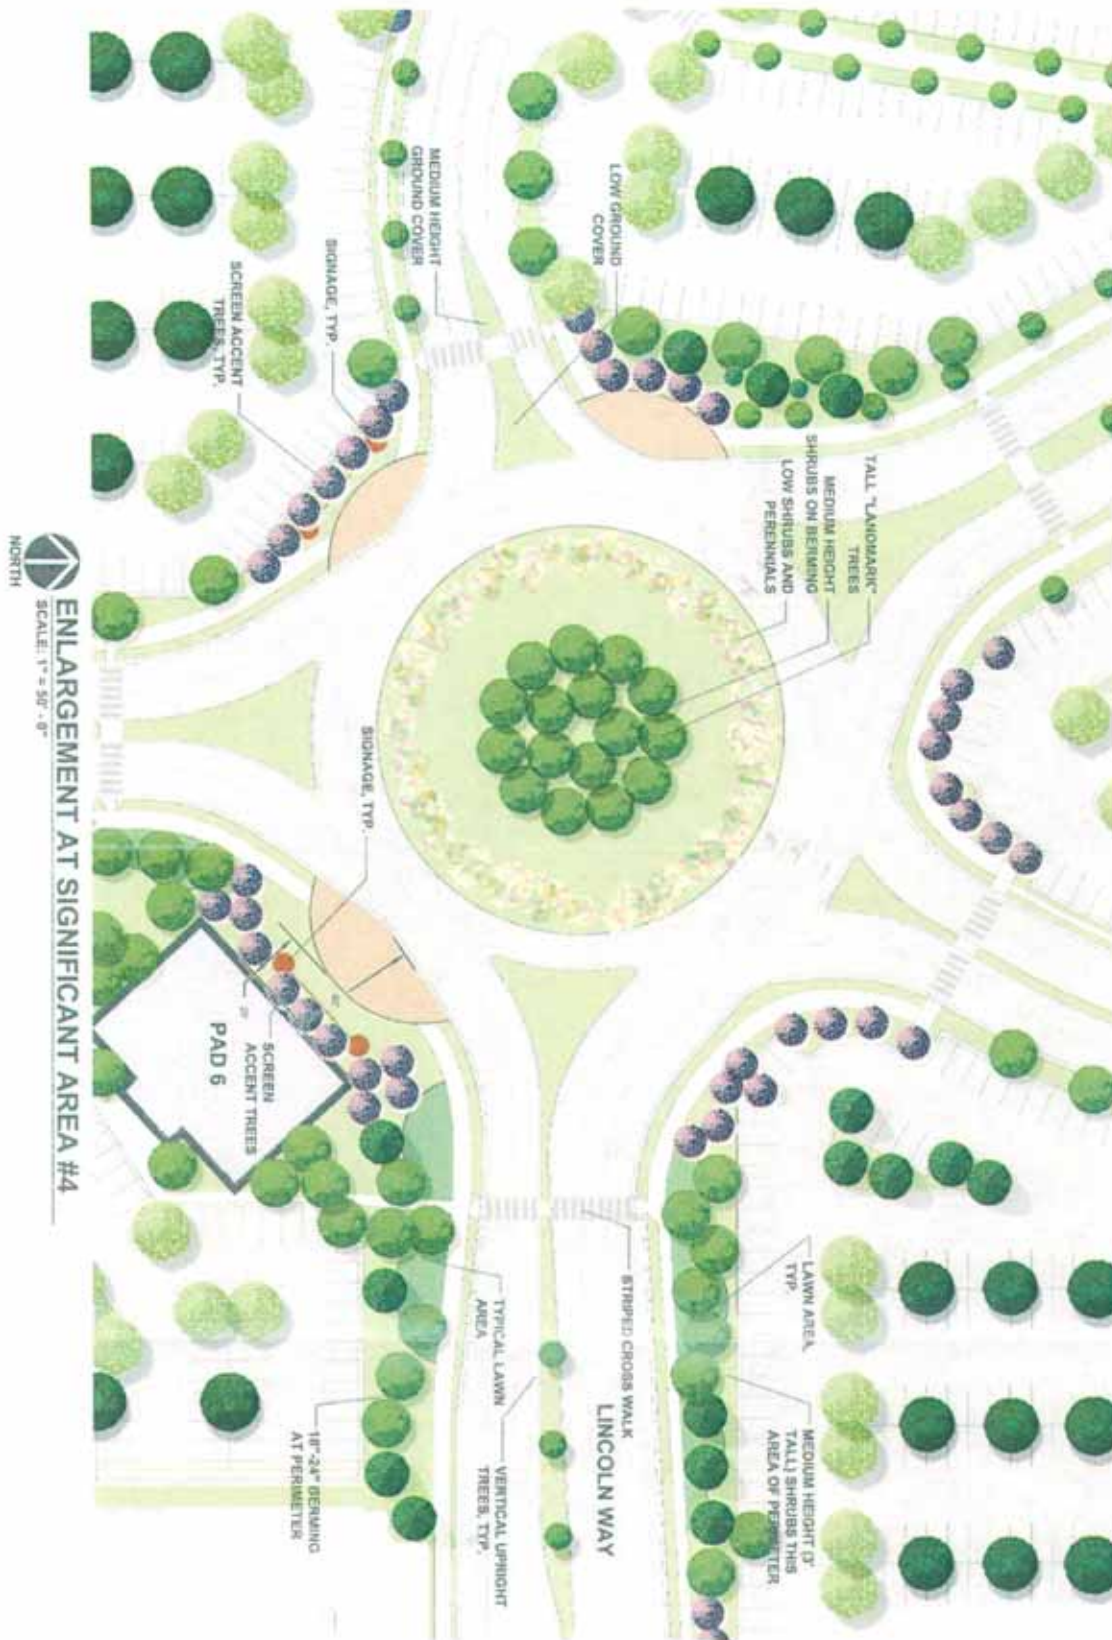 MEDIUM HEIGHT
GROUND COVER
LOW GROUND
COVER
SIGNAGE, TYP.
SCREEN ACCENT
TREES, TYP.
TALL "LANDMARK"
TREES
MEDIUM HEIGHT
SHRUBS ON BERMING
LOW SHRUBS AND
PERENNIALS
SIGNAGE, TYP.
SCREEN
ACCENT TREES
PAD 6
STRIPED CROSS WALK
LINCOLN WAY
LAWN AREA,
TYP.
MEDIUM HEIGHT (3'
TALL) SHRUBS THIS
AREA OF PERIMETER
TYPICAL LAWN
AREA
VERTICAL UPRIGHT
TREES, TYP.
18"-24" BERMING
AT PERIMETER
ENLARGEMENT AT SIGNIFICANT AREA #4
SCALE: 1" = 50' - 0"
NORTH